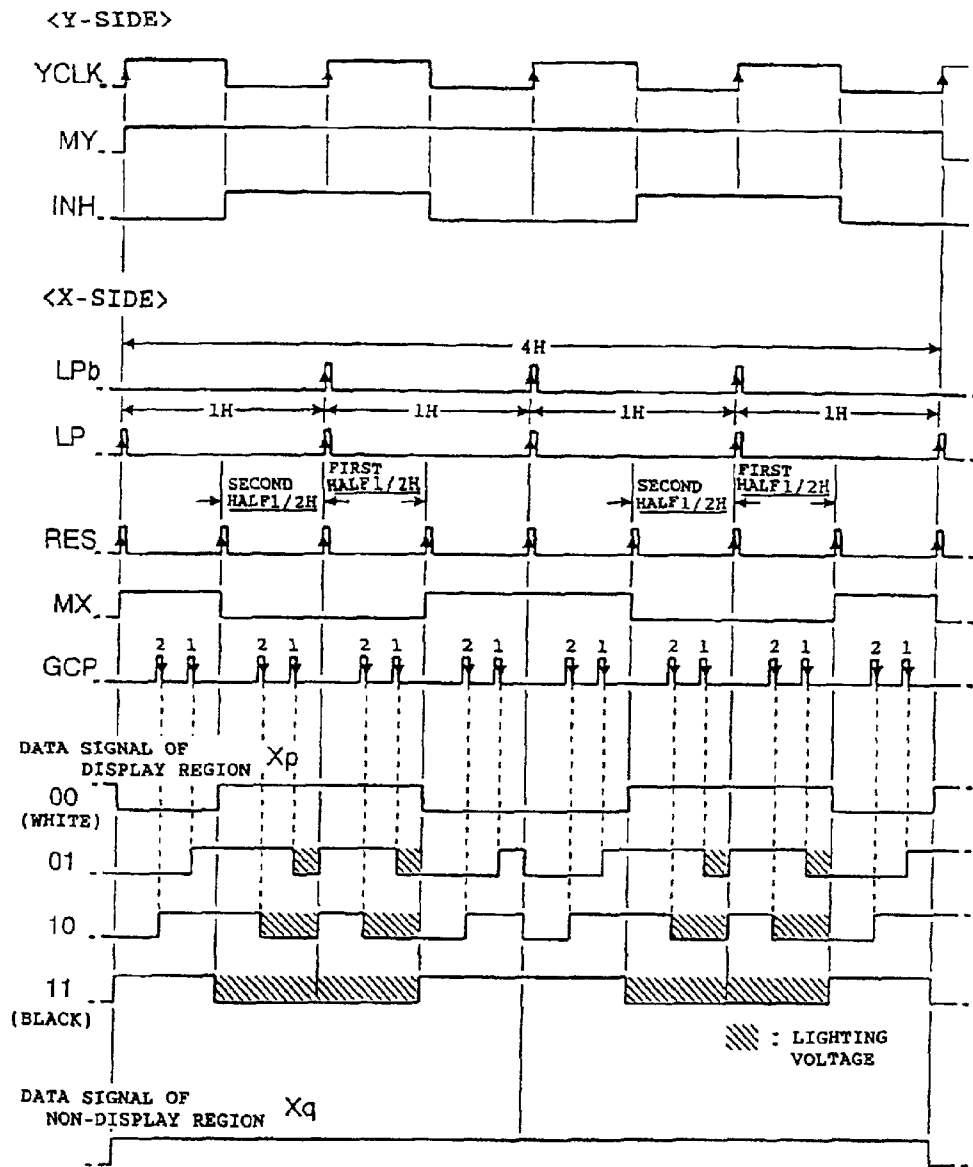 <Y-SIDE>
YCLK
MY
INH
<X-SIDE>
4H
LPb
1H 1H 1H 1H
LP
SECOND HALF1/2H FIRST HALF1/2H SECOND HALF1/2H FIRST HALF1/2H
RES
MX
2 1 2 1 2 1 2 1 2 1 2 1 2 1 2 1
GCP
DATA SIGNAL OF
DISPLAY REGION Xp
00
(WHITE)
01
10
11
(BLACK)
: LIGHTING
VOLTAGE
DATA SIGNAL OF
NON-DISPLAY REGION Xq